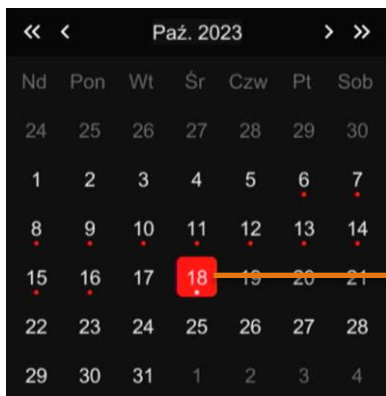 Paź. 2023
Nd Pon Wt Śr Czw Pt Sob
24 25 26 27 28 29 30
1 2 3 4 5 6 7
8 9 10 11 12 13 14
15 16 17 18 19 20 21
22 23 24 25 26 27 28
29 30 31 1 2 3 4